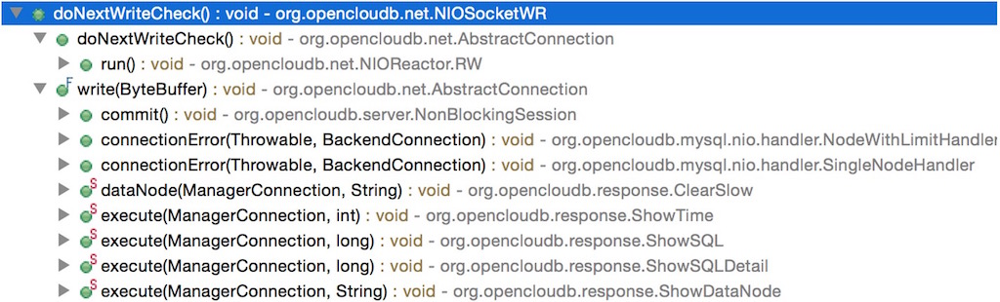 doNextWriteCheck() : void - org.opencloudb.net.NIOSocketWR
doNextWriteCheck() : void - org.opencloudb.net.AbstractConnection
run() : void - org.opencloudb.net.NIOReactor.RW
F write(ByteBuffer) : void - org.opencloudb.net.AbstractConnection
commit() : void - org.opencloudb.server.NonBlockingSession
connectionError(Throwable, BackendConnection) : void - org.opencloudb.mysql.nio.handler.NodeWithLimitHandler
connectionError(Throwable, BackendConnection) : void - org.opencloudb.mysql.nio.handler.SingleNodeHandler
S dataNode(ManagerConnection, String) : void - org.opencloudb.response.ClearSlow
S execute(ManagerConnection, int) : void - org.opencloudb.response.ShowTime
S execute(ManagerConnection, long) : void - org.opencloudb.response.ShowSQL
S execute(ManagerConnection, long) : void - org.opencloudb.response.ShowSQLDetail
S execute(ManagerConnection, String) : void - org.opencloudb.response.ShowDataNode